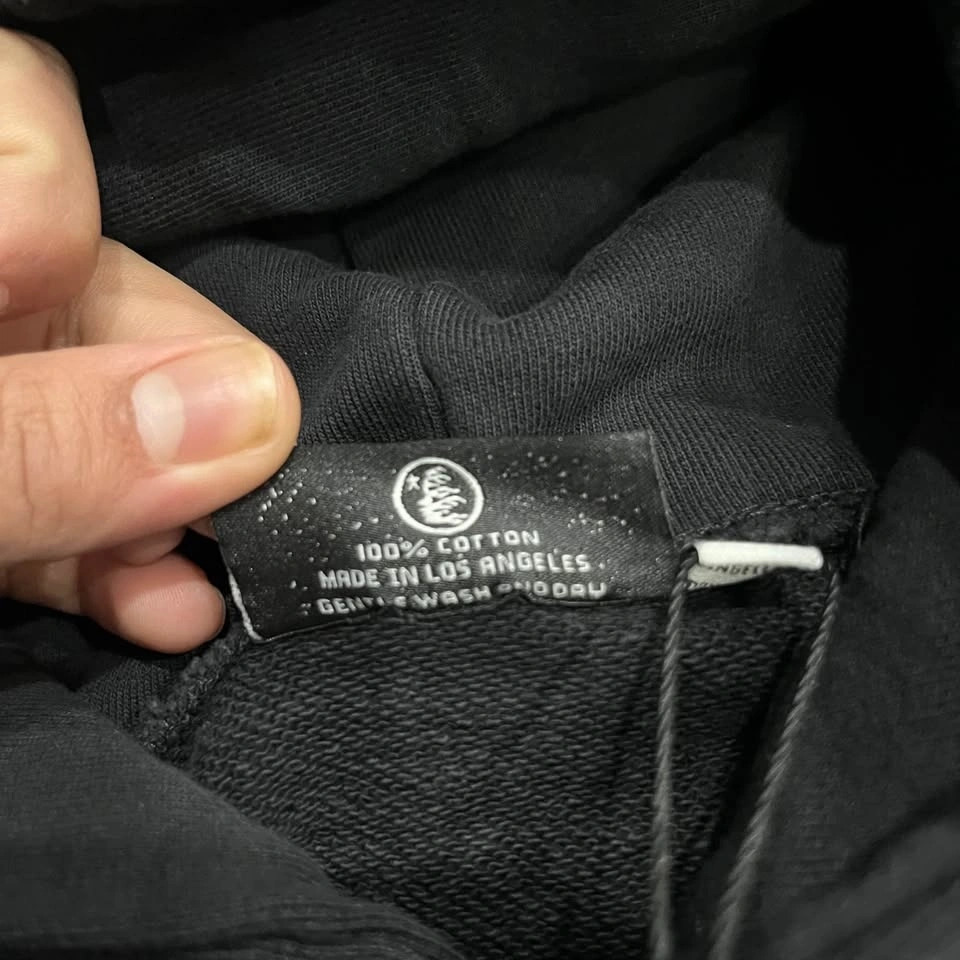 100% COTTON
MADE IN LOS ANGELES
GENTLE WASH